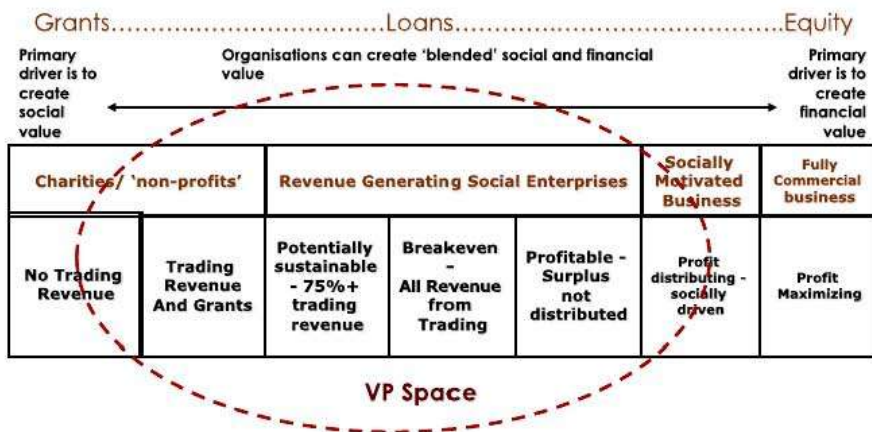 Grants.............................Loans..............................................Equity
Primary
driver is to
create
social
value
Organisations can create 'blended' social and financial
value
Primary
driver is to
create
financial
value
Charities/ 'non-profits'
Revenue Generating Social Enterprises
Socially
Motivated
Business
Fully
Commercial
business
No Trading
Revenue
Trading
Revenue
And Grants
Potentially
sustainable
- 75%+
trading
revenue
Breakeven
-
All Revenue
from
Trading
Profitable -
Surplus
not
distributed
Profit
distributing -
socially
driven
Profit
Maximizing
VP Space